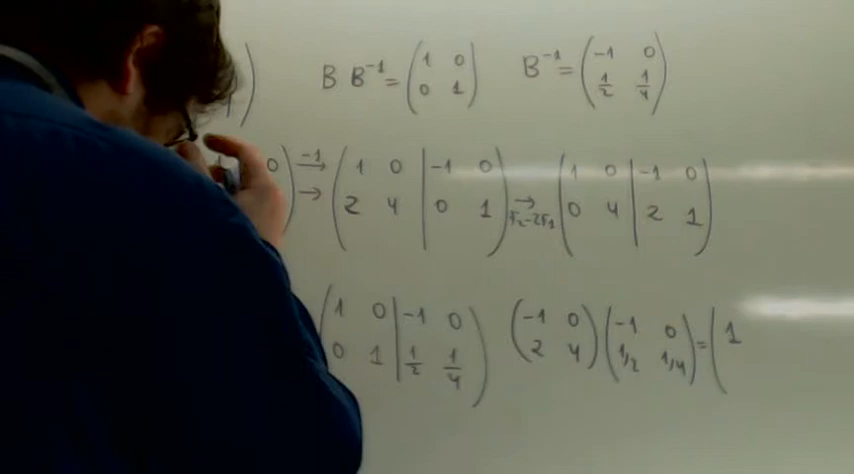 ) B B⁻¹ = ( 1 0 ; 0 1 ) B⁻¹ = ( -1 0 ; 1/2 1/4 )
0 ) -1 → → ( 1 0 | -1 0 ; 2 4 | 0 1 ) → F₂-2F₁ ( 1 0 | -1 0 ; 0 4 | 2 1 )
( 1 0 | -1 0 ; 0 1 | 1/2 1/4 ) ( -1 0 ; 2 4 ) ( -1 0 ; 1/2 1/4 ) = ( 1